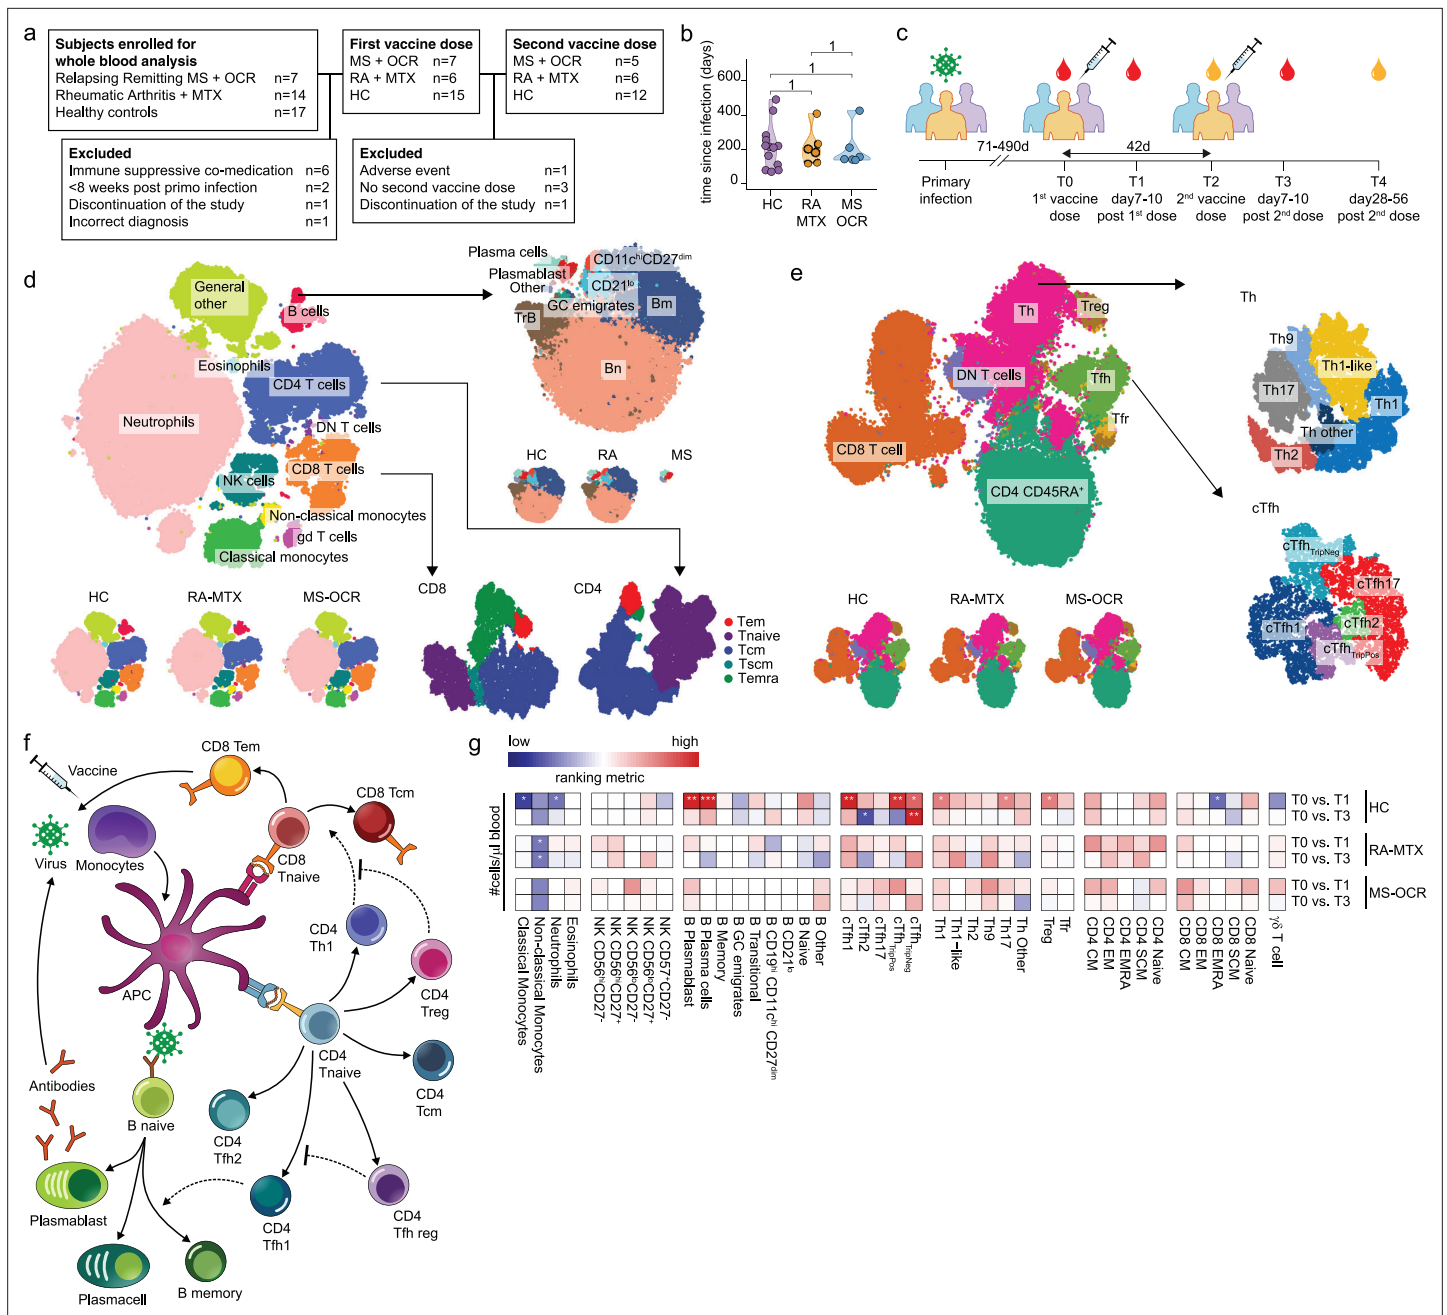 a
Subjects enrolled for
whole blood analysis
Relapsing Remitting MS + OCR n=7
Rheumatic Arthritis + MTX n=14
Healthy controls n=17
First vaccine dose
MS + OCR n=7
RA + MTX n=6
HC n=15
Second vaccine dose
MS + OCR n=5
RA + MTX n=6
HC n=12
Excluded
Immune suppressive co-medication n=6
<8 weeks post primo infection n=2
Discontinuation of the study n=1
Incorrect diagnosis n=1
Excluded
Adverse event n=1
No second vaccine dose n=3
Discontinuation of the study n=1
b
time since infection (days)
600
400
200
0
1
1
1
HC
RA
MTX
MS
OCR
c
71-490d
42d
Primary
infection
T0
1st vaccine
dose
T1
day7-10
post 1st dose
T2
2nd vaccine
dose
T3
day7-10
post 2nd dose
T4
day28-56
post 2nd dose
d
General
other
B cells
Eosinophils
CD4 T cells
Neutrophils
DN T cells
CD8 T cells
NK cells
Non-classical monocytes
gd T cells
Classical monocytes
Plasma cells
Plasmablast
Other
CD11chiCD27dim
CD21lo
GC emigrates
Bm
TrB
Bn
HC
RA
MS
HC
RA-MTX
MS-OCR
CD8
CD4
Tem
Tnaive
Tcm
Tscm
Temra
e
Th
Treg
DN T cells
Tfh
Tfr
CD8 T cell
CD4 CD45RA+
HC
RA-MTX
MS-OCR
Th
Th9
Th1-like
Th17
Th1
Th other
Th2
cTfh
cTfh TripNeg
cTfh17
cTfh1
cTfh2
cTfh TripPos
f
Vaccine
CD8 Tem
CD8 Tcm
Virus
Monocytes
CD8
Tnaive
CD4
Th1
APC
CD4
Treg
CD4
Tnaive
CD4
Tcm
Antibodies
B naive
CD4
Tfh2
Plasmablast
CD4
Tfh1
CD4
Tfh reg
Plasmacell
B memory
g
low
high
ranking metric
#cells/µl blood
* * ** *** ** ** * * * * * T0 vs. T1
* ** T0 vs. T3
HC
* T0 vs. T1
* T0 vs. T3
RA-MTX
T0 vs. T1
T0 vs. T3
MS-OCR
Classical Monocytes
Non-classical Monocytes
Neutrophils
Eosinophils
NK CD56hiCD27-
NK CD56hiCD27+
NK CD56loCD27-
NK CD56loCD27+
NK CD57+CD27-
B Plasmablast
B Plasma cells
B Memory
B GC emigrates
B Transitional
B CD19hi CD11chi CD27dim
B CD21lo
B Naive
B Other
cTfh1
cTfh2
cTfh17
cTfh TripPos
cTfh TripNeg
Th1
Th1-like
Th2
Th9
Th17
Th Other
Treg
Tfr
CD4 CM
CD4 EM
CD4 EMRA
CD4 SCM
CD4 Naive
CD8 CM
CD8 EM
CD8 EMRA
CD8 SCM
CD8 Naive
γδ T cell